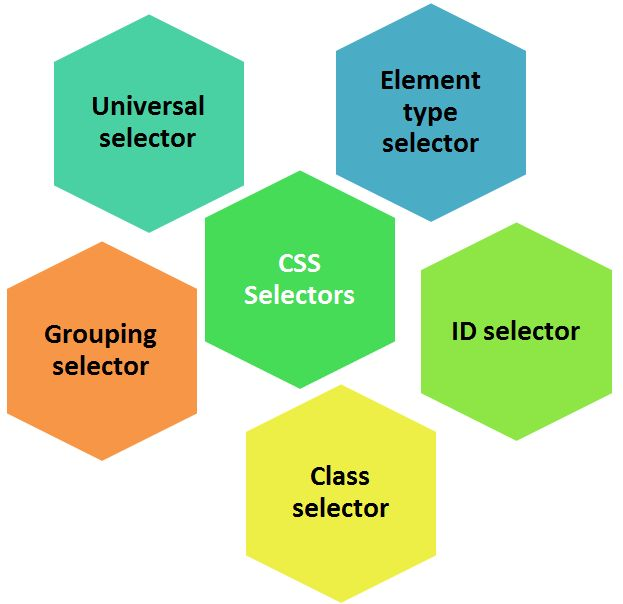 Universal
selector
Element
type
selector
CSS
Selectors
Grouping
selector
ID selector
Class
selector